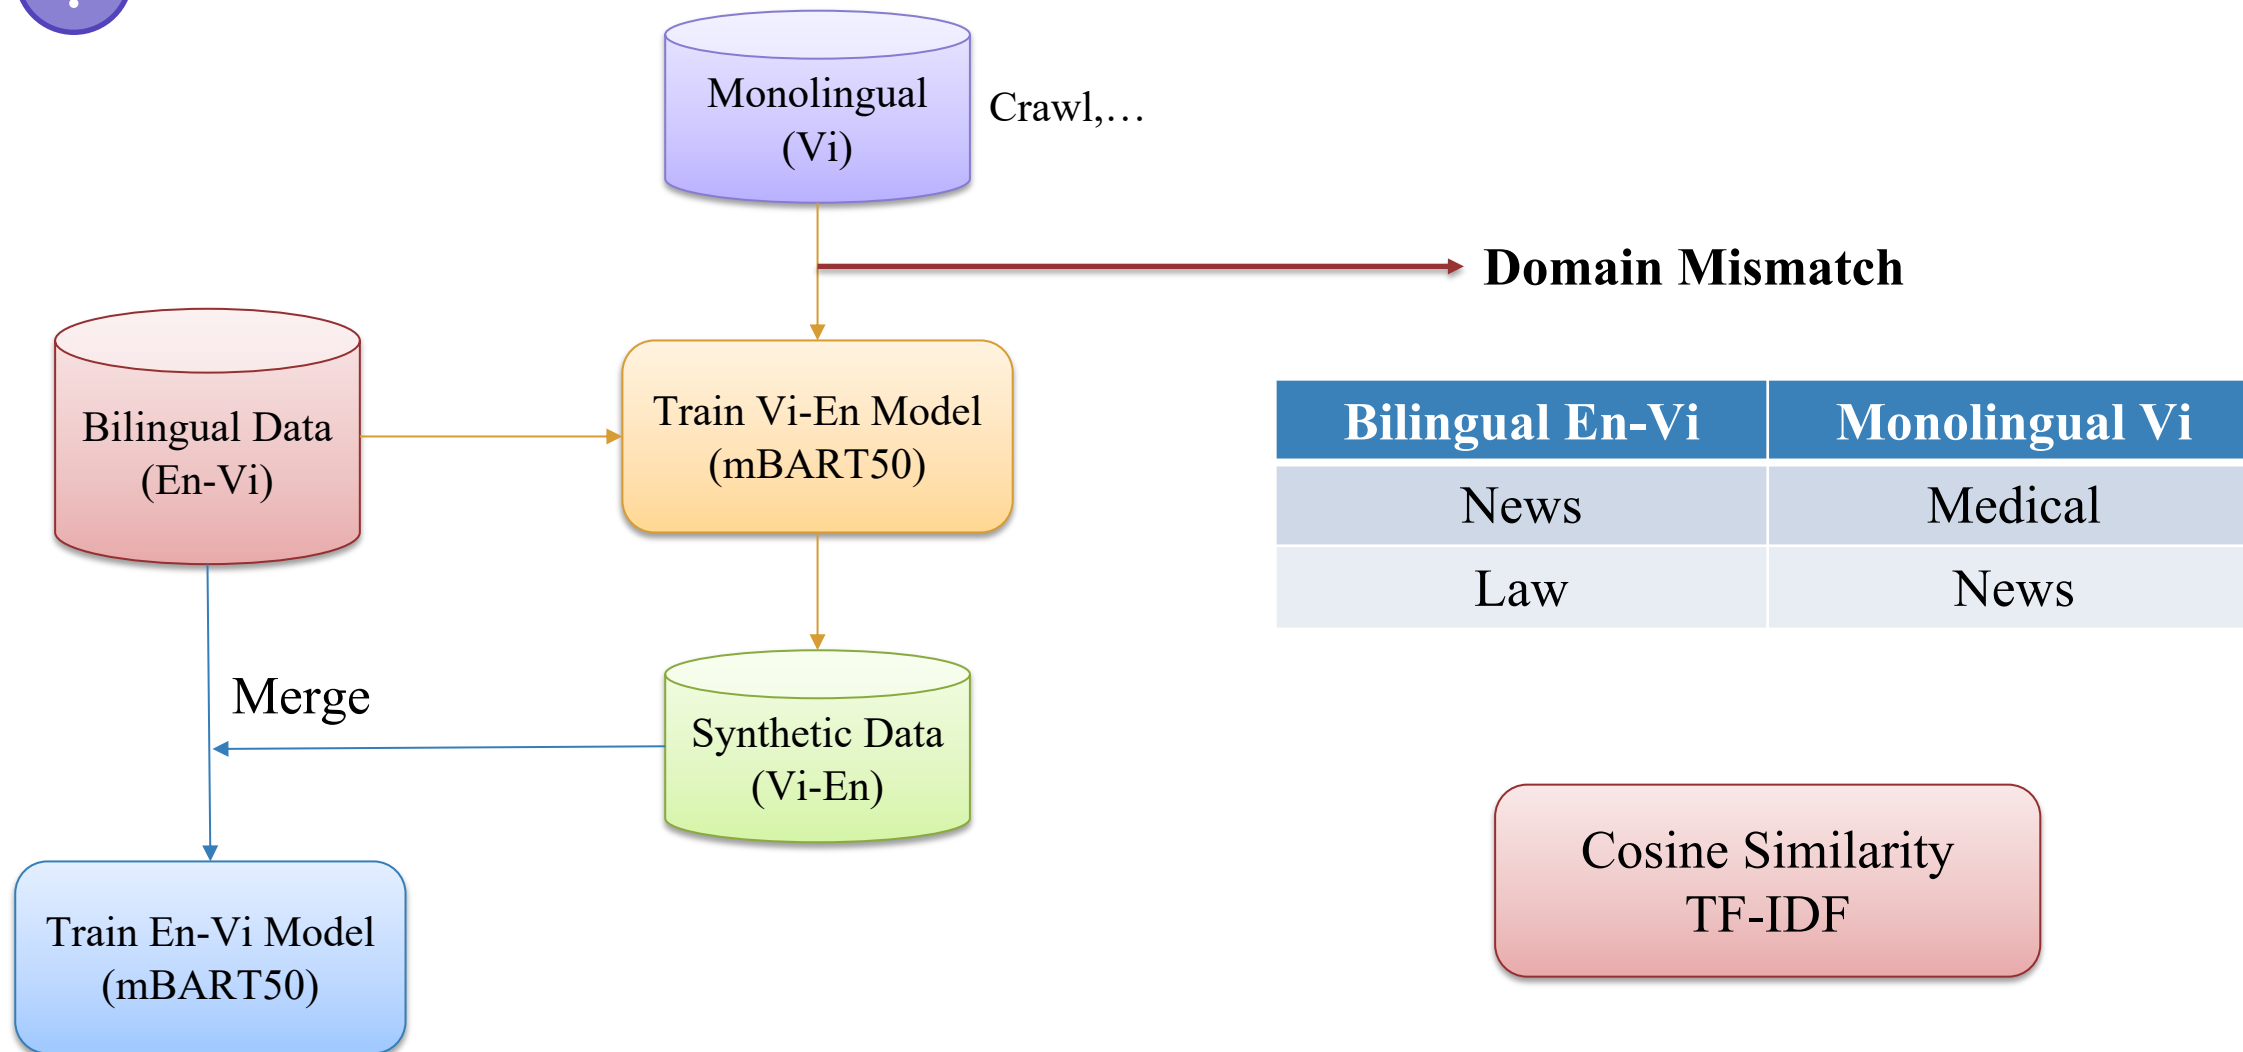 Monolingual
(Vi)
Crawl,...
Domain Mismatch
Bilingual Data
(En-Vi)
Train Vi-En Model
(mBART50)
Bilingual En-Vi
Monolingual Vi
News
Medical
Law
News
Merge
Synthetic Data
(Vi-En)
Cosine Similarity
TF-IDF
Train En-Vi Model
(mBART50)